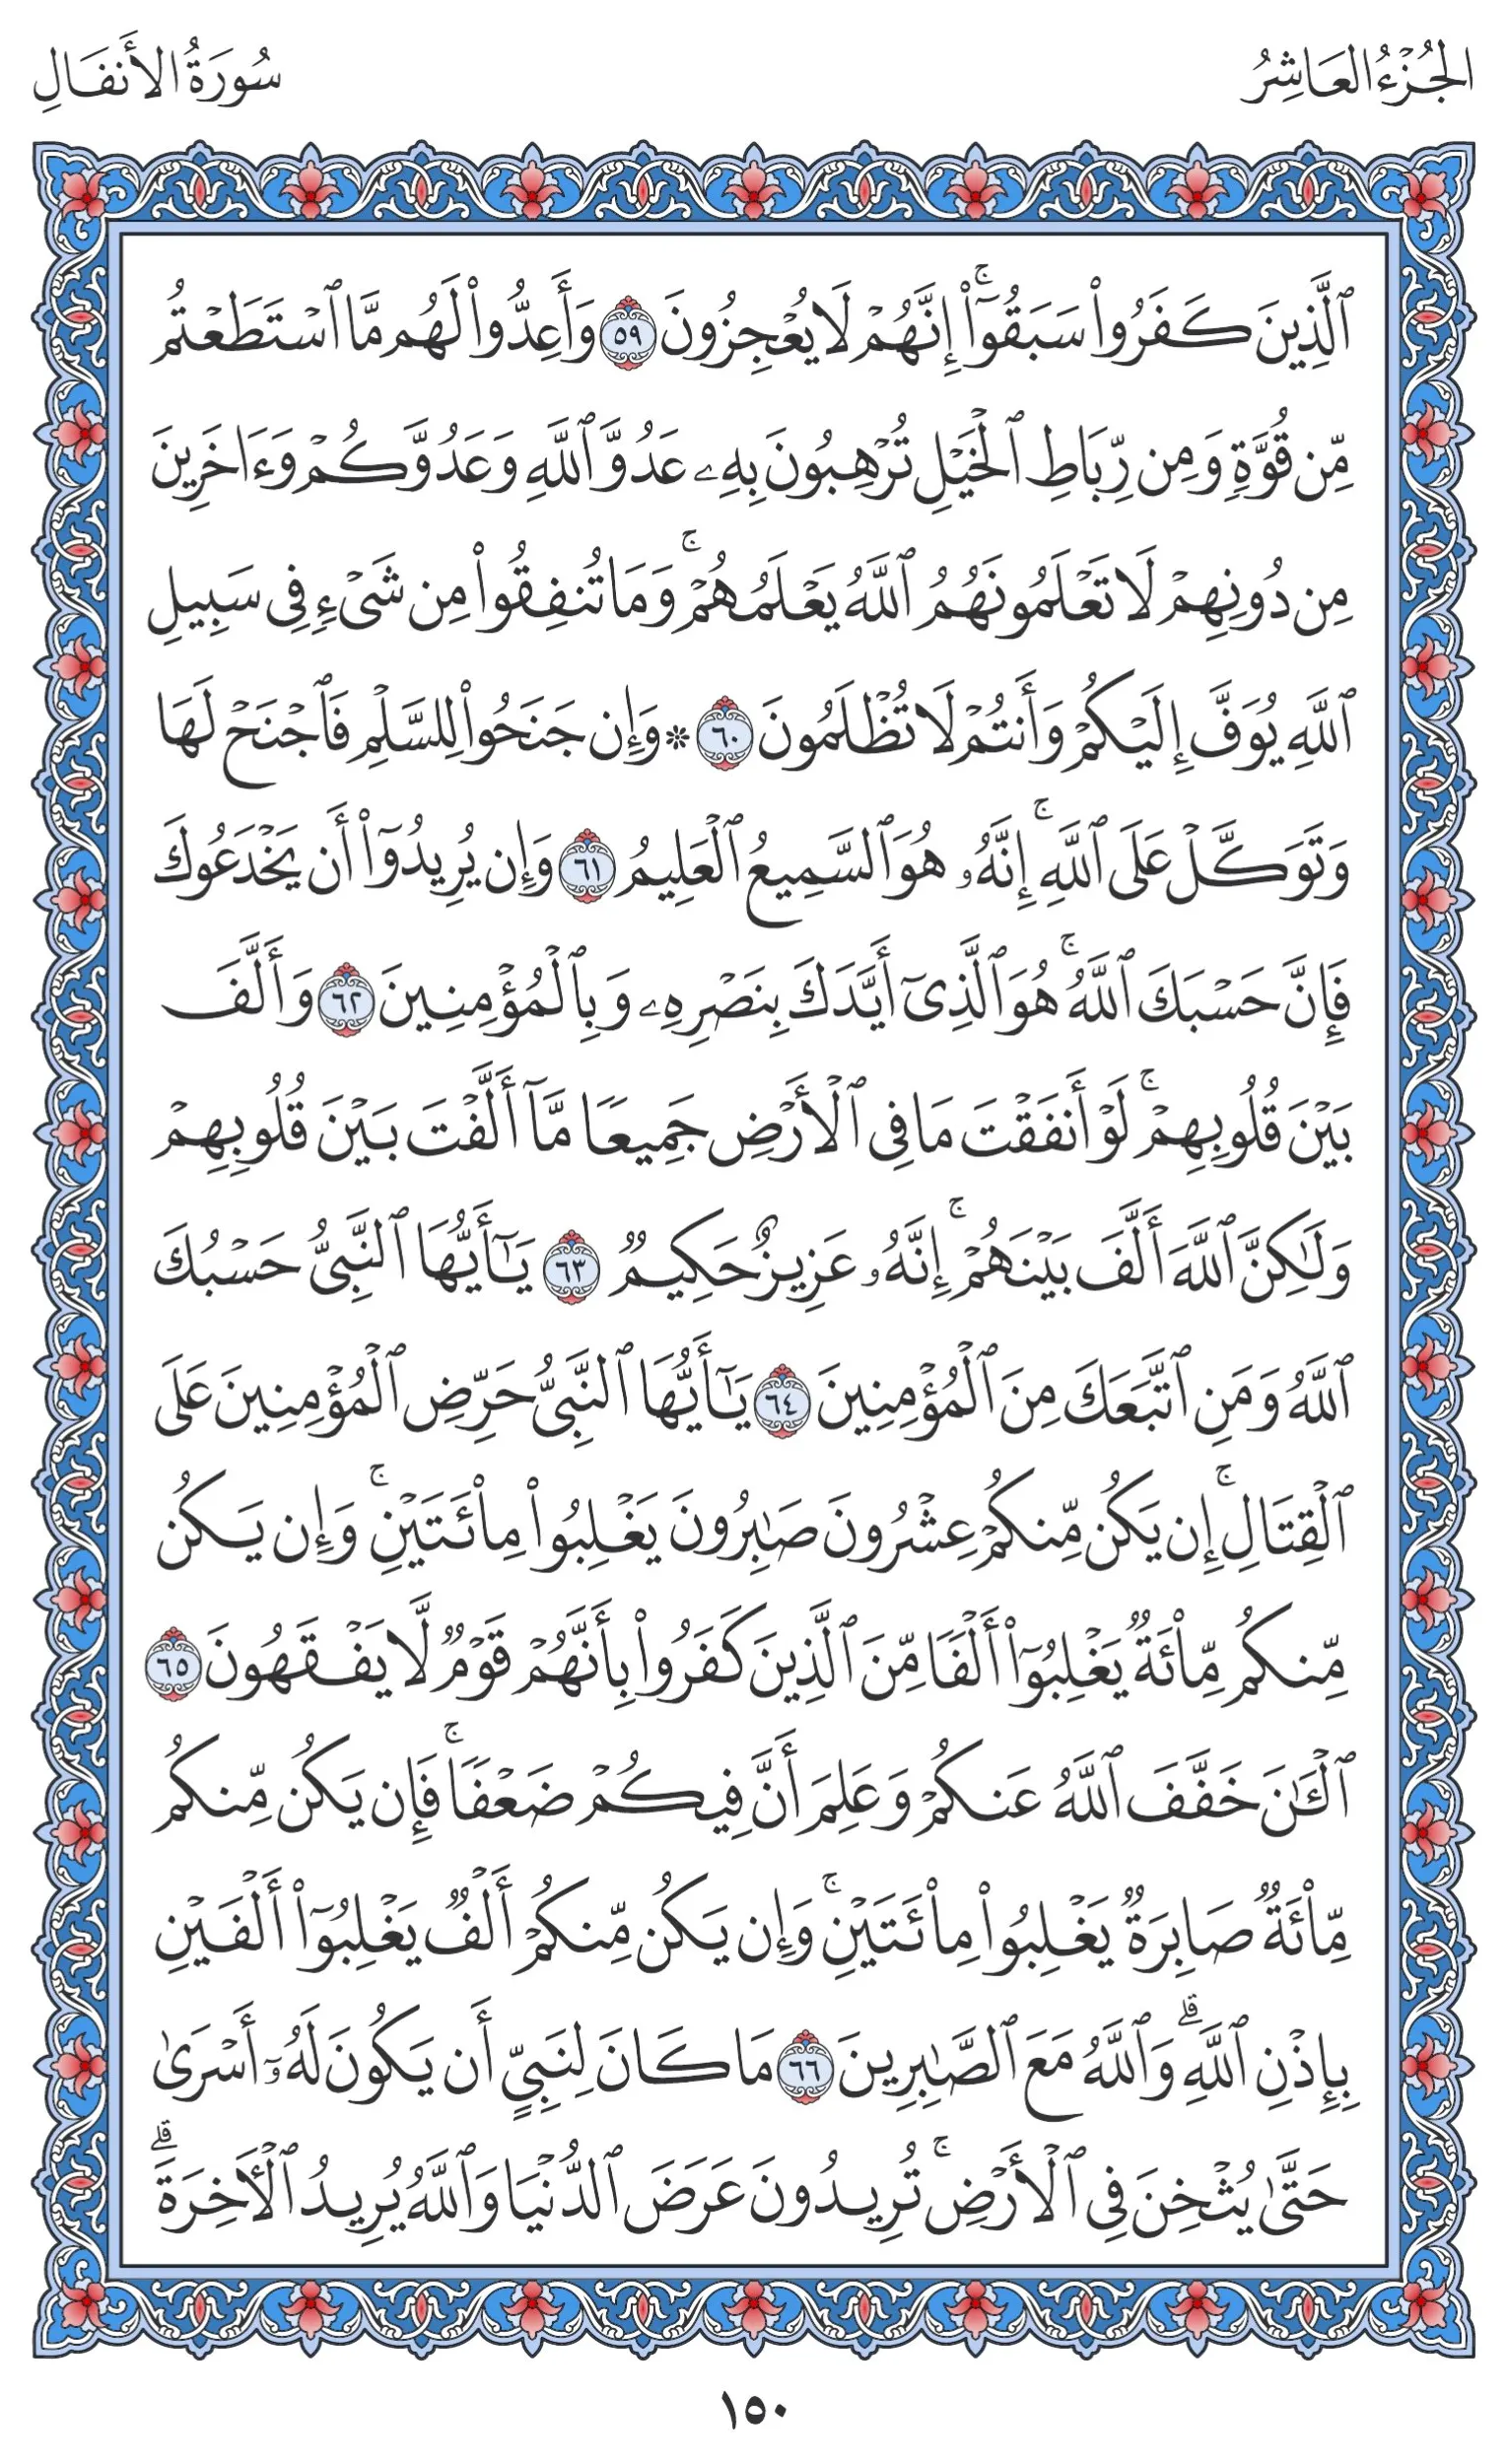 الجُزْءُ العَاشِرُ
سُورَةُ الأَنفَالِ
ٱلَّذِينَ كَفَرُوا۟ سَبَقُوٓا۟ ۚ إِنَّهُمْ لَا يُعْجِزُونَ ٥٩ وَأَعِدُّوا۟ لَهُم مَّا ٱسْتَطَعْتُم
مِّن قُوَّةٍ وَمِن رِّبَاطِ ٱلْخَيْلِ تُرْهِبُونَ بِهِۦ عَدُوَّ ٱللَّهِ وَعَدُوَّكُمْ وَءَاخَرِينَ
مِن دُونِهِمْ لَا تَعْلَمُونَهُمُ ٱللَّهُ يَعْلَمُهُمْ ۚ وَمَا تُنفِقُوا۟ مِن شَىْءٍ فِى سَبِيلِ
ٱللَّهِ يُوَفَّ إِلَيْكُمْ وَأَنتُمْ لَا تُظْلَمُونَ ٦٠ * وَإِن جَنَحُوا۟ لِلسَّلْمِ فَٱجْنَحْ لَهَا
وَتَوَكَّلْ عَلَى ٱللَّهِ ۚ إِنَّهُۥ هُوَ ٱلسَّمِيعُ ٱلْعَلِيمُ ٦١ وَإِن يُرِيدُوٓا۟ أَن يَخْدَعُوكَ
فَإِنَّ حَسْبَكَ ٱللَّهُ ۚ هُوَ ٱلَّذِىٓ أَيَّدَكَ بِنَصْرِهِۦ وَبِٱلْمُؤْمِنِينَ ٦٢ وَأَلَّفَ
بَيْنَ قُلُوبِهِمْ ۚ لَوْ أَنفَقْتَ مَا فِى ٱلْأَرْضِ جَمِيعًا مَّآ أَلَّفْتَ بَيْنَ قُلُوبِهِمْ
وَلَٰكِنَّ ٱللَّهَ أَلَّفَ بَيْنَهُمْ ۚ إِنَّهُۥ عَزِيزٌ حَكِيمٌ ٦٣ يَٰٓأَيُّهَا ٱلنَّبِىُّ حَسْبُكَ
ٱللَّهُ وَمَنِ ٱتَّبَعَكَ مِنَ ٱلْمُؤْمِنِينَ ٦٤ يَٰٓأَيُّهَا ٱلنَّبِىُّ حَرِّضِ ٱلْمُؤْمِنِينَ عَلَى
ٱلْقِتَالِ ۚ إِن يَكُن مِّنكُمْ عِشْرُونَ صَٰبِرُونَ يَغْلِبُوا۟ مِا۟ئَتَيْنِ ۚ وَإِن يَكُن
مِّنكُم مِّا۟ئَةٌ يَغْلِبُوٓا۟ أَلْفًا مِّنَ ٱلَّذِينَ كَفَرُوا۟ بِأَنَّهُمْ قَوْمٌ لَّا يَفْقَهُونَ ٦٥
ٱلْـَٰٔنَ خَفَّفَ ٱللَّهُ عَنكُمْ وَعَلِمَ أَنَّ فِيكُمْ ضَعْفًا ۚ فَإِن يَكُن مِّنكُم
مِّا۟ئَةٌ صَابِرَةٌ يَغْلِبُوا۟ مِا۟ئَتَيْنِ ۚ وَإِن يَكُن مِّنكُمْ أَلْفٌ يَغْلِبُوٓا۟ أَلْفَيْنِ
بِإِذْنِ ٱللَّهِ ۗ وَٱللَّهُ مَعَ ٱلصَّٰبِرِينَ ٦٦ مَا كَانَ لِنَبِىٍّ أَن يَكُونَ لَهُۥٓ أَسْرَىٰ
حَتَّىٰ يُثْخِنَ فِى ٱلْأَرْضِ ۚ تُرِيدُونَ عَرَضَ ٱلدُّنْيَا وَٱللَّهُ يُرِيدُ ٱلْـَٔاخِرَةَ ۗ
١٥٠